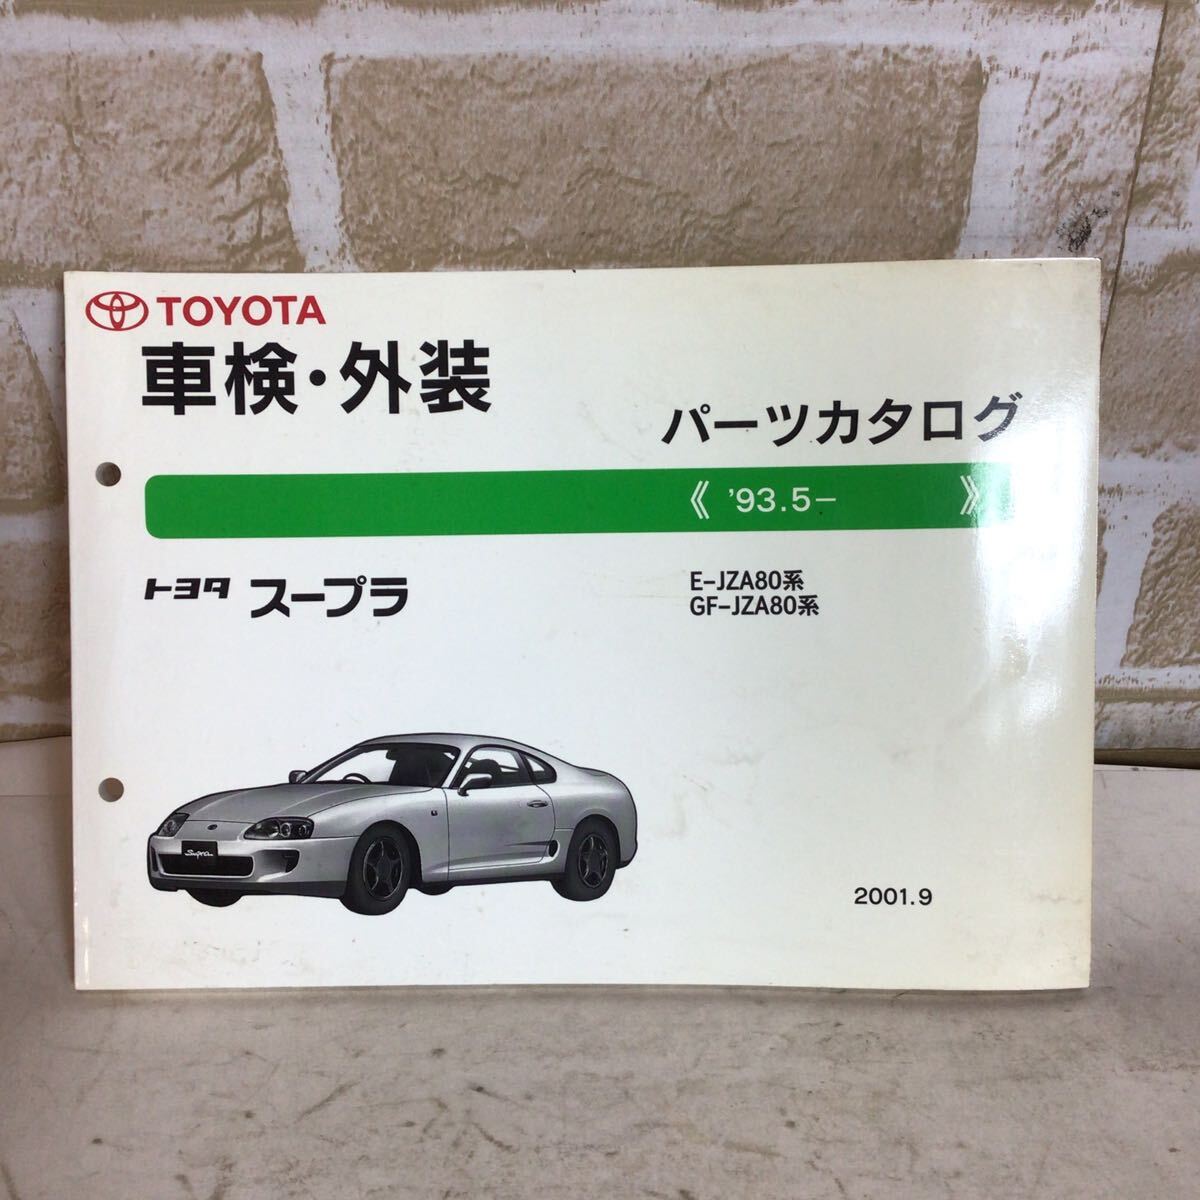 TOYOTA
車検・外装
パーツカタログ
《 '93.5− 》
トヨタ スープラ
E−JZA80系
GF−JZA80系
Supra
2001.9